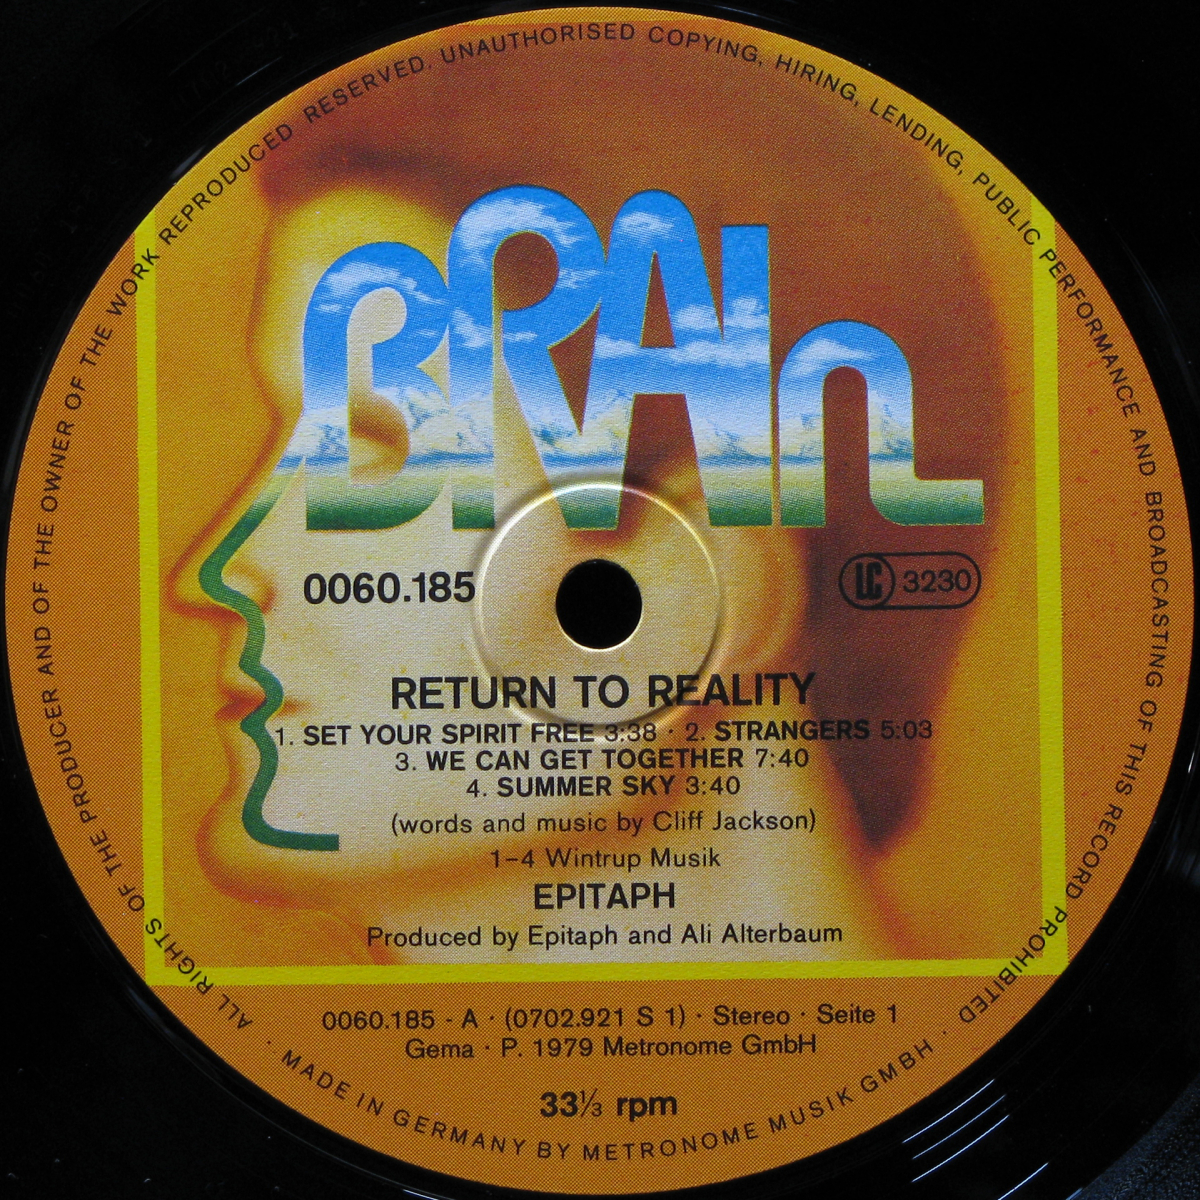 ALL RIGHTS OF THE PRODUCER AND OF THE OWNER OF THE WORK REPRODUCED RESERVED. UNAUTHORISED COPYING, HIRING, LENDING, PUBLIC PERFORMANCE AND BROADCASTING OF THIS RECORD PROHIBITED
BRAIn
0060.185
LC 3230
RETURN TO REALITY
1. SET YOUR SPIRIT FREE 3:38 · 2. STRANGERS 5:03
3. WE CAN GET TOGETHER 7:40
4. SUMMER SKY 3:40
(words and music by Cliff Jackson)
1–4 Wintrup Musik
EPITAPH
Produced by Epitaph and Ali Alterbaum
0060.185 - A · (0702.921 S 1) · Stereo · Seite 1
Gema · P. 1979 Metronome GmbH
33⅓ rpm
· MADE IN GERMANY BY METRONOME MUSIK GMBH ·